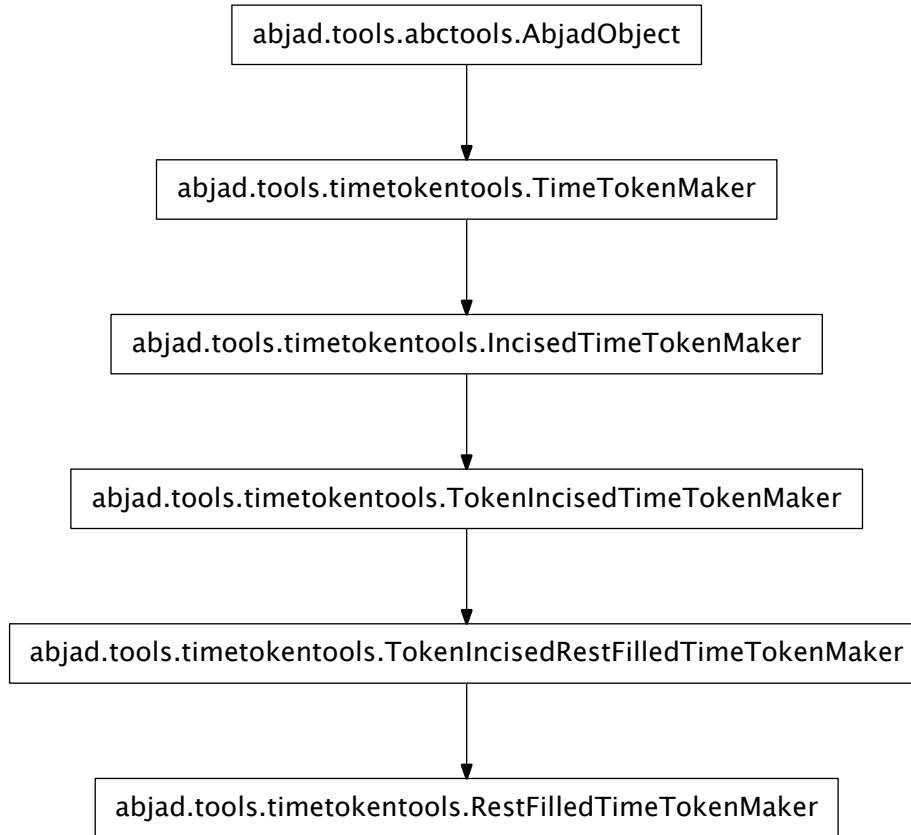 abjad.tools.abctools.AbjadObject
abjad.tools.timetokentools.TimeTokenMaker
abjad.tools.timetokentools.IncisedTimeTokenMaker
abjad.tools.timetokentools.TokenIncisedTimeTokenMaker
abjad.tools.timetokentools.TokenIncisedRestFilledTimeTokenMaker
abjad.tools.timetokentools.RestFilledTimeTokenMaker